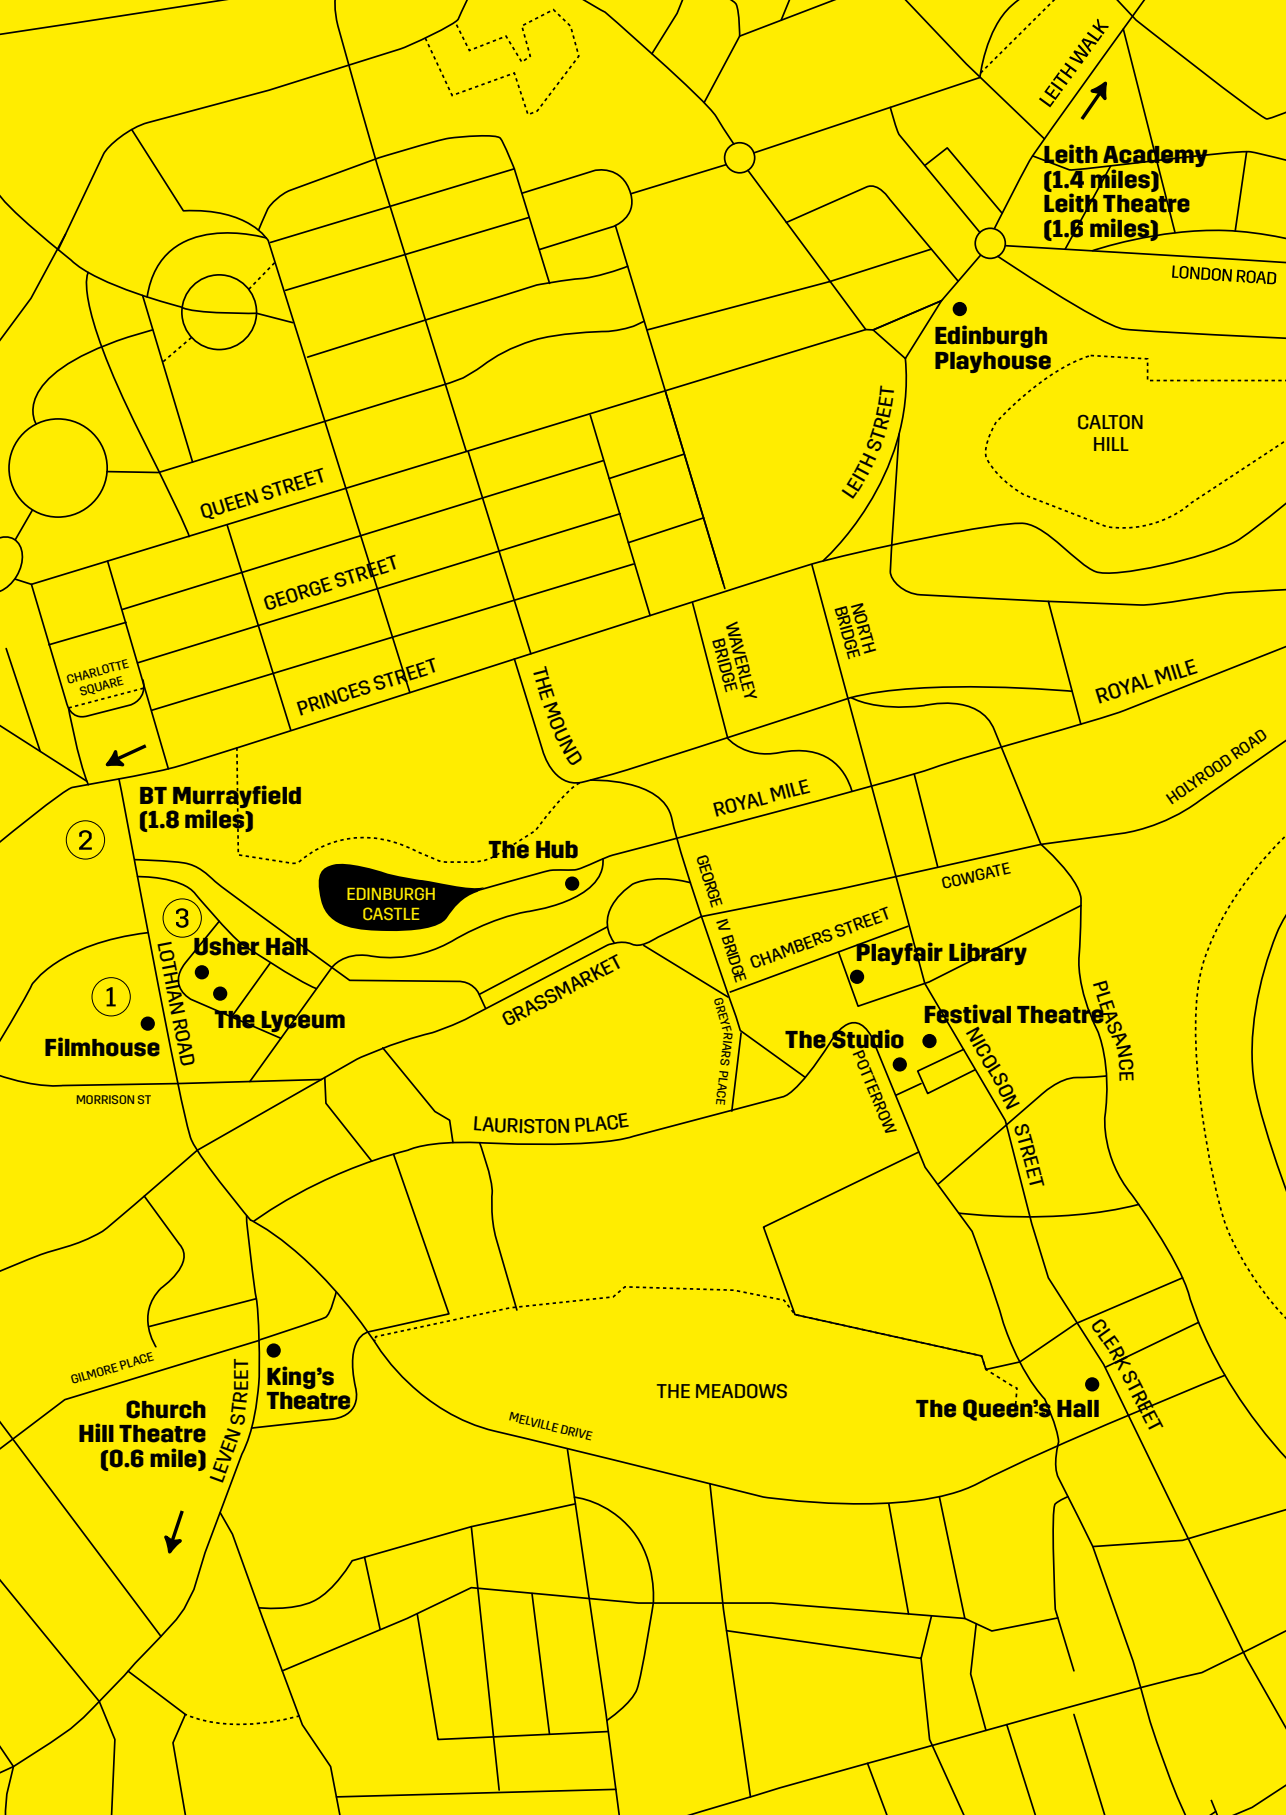 LEITH WALK
Leith Academy
(1.4 miles)
Leith Theatre
(1.6 miles)
LONDON ROAD
Edinburgh
Playhouse
LEITH STREET
CALTON
HILL
QUEEN STREET
GEORGE STREET
CHARLOTTE
SQUARE
PRINCES STREET
THE MOUND
WAVERLEY
BRIDGE
NORTH
BRIDGE
ROYAL MILE
HOLYROOD ROAD
BT Murrayfield
(1.8 miles)
2
ROYAL MILE
The Hub
EDINBURGH
CASTLE
GEORGE IV BRIDGE
COWGATE
3
Usher Hall
LOTHIAN ROAD
CHAMBERS STREET
Playfair Library
1
The Lyceum
Filmhouse
GRASSMARKET
GREYFRIARS PLACE
Festival Theatre
The Studio
PLEASANCE
POTTERROW
NICOLSON STREET
MORRISON ST
LAURISTON PLACE
GILMORE PLACE
King's
Theatre
LEVEN STREET
Church
Hill Theatre
(0.6 mile)
THE MEADOWS
MELVILLE DRIVE
CLERK STREET
The Queen's Hall